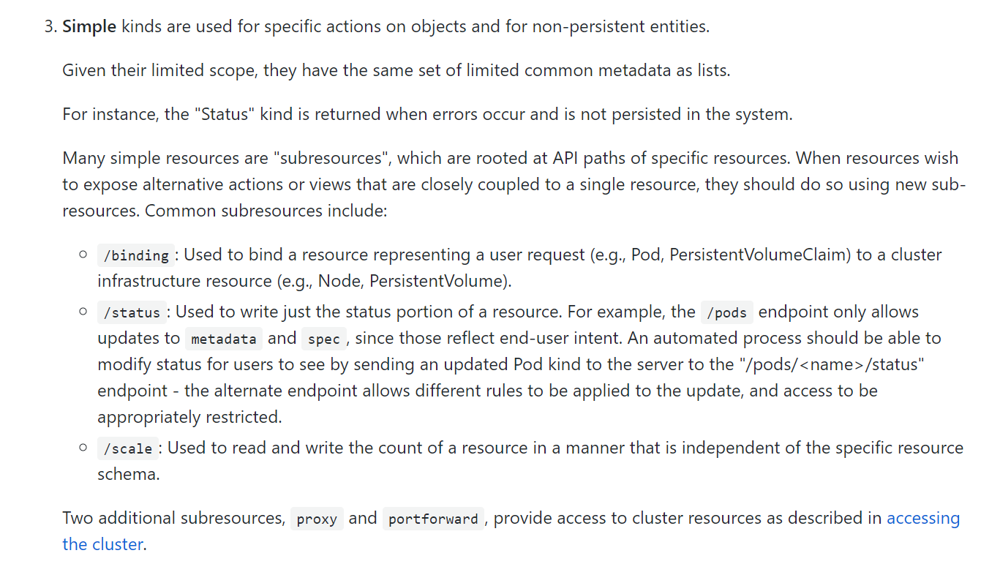 3. Simple kinds are used for specific actions on objects and for non-persistent entities.
Given their limited scope, they have the same set of limited common metadata as lists.
For instance, the "Status" kind is returned when errors occur and is not persisted in the system.
Many simple resources are "subresources", which are rooted at API paths of specific resources. When resources wish
to expose alternative actions or views that are closely coupled to a single resource, they should do so using new sub-
resources. Common subresources include:
○ /binding : Used to bind a resource representing a user request (e.g., Pod, PersistentVolumeClaim) to a cluster
infrastructure resource (e.g., Node, PersistentVolume).
○ /status : Used to write just the status portion of a resource. For example, the /pods endpoint only allows
updates to metadata and spec , since those reflect end-user intent. An automated process should be able to
modify status for users to see by sending an updated Pod kind to the server to the "/pods/<name>/status"
endpoint - the alternate endpoint allows different rules to be applied to the update, and access to be
appropriately restricted.
○ /scale : Used to read and write the count of a resource in a manner that is independent of the specific resource
schema.
Two additional subresources, proxy and portforward , provide access to cluster resources as described in accessing
the cluster.